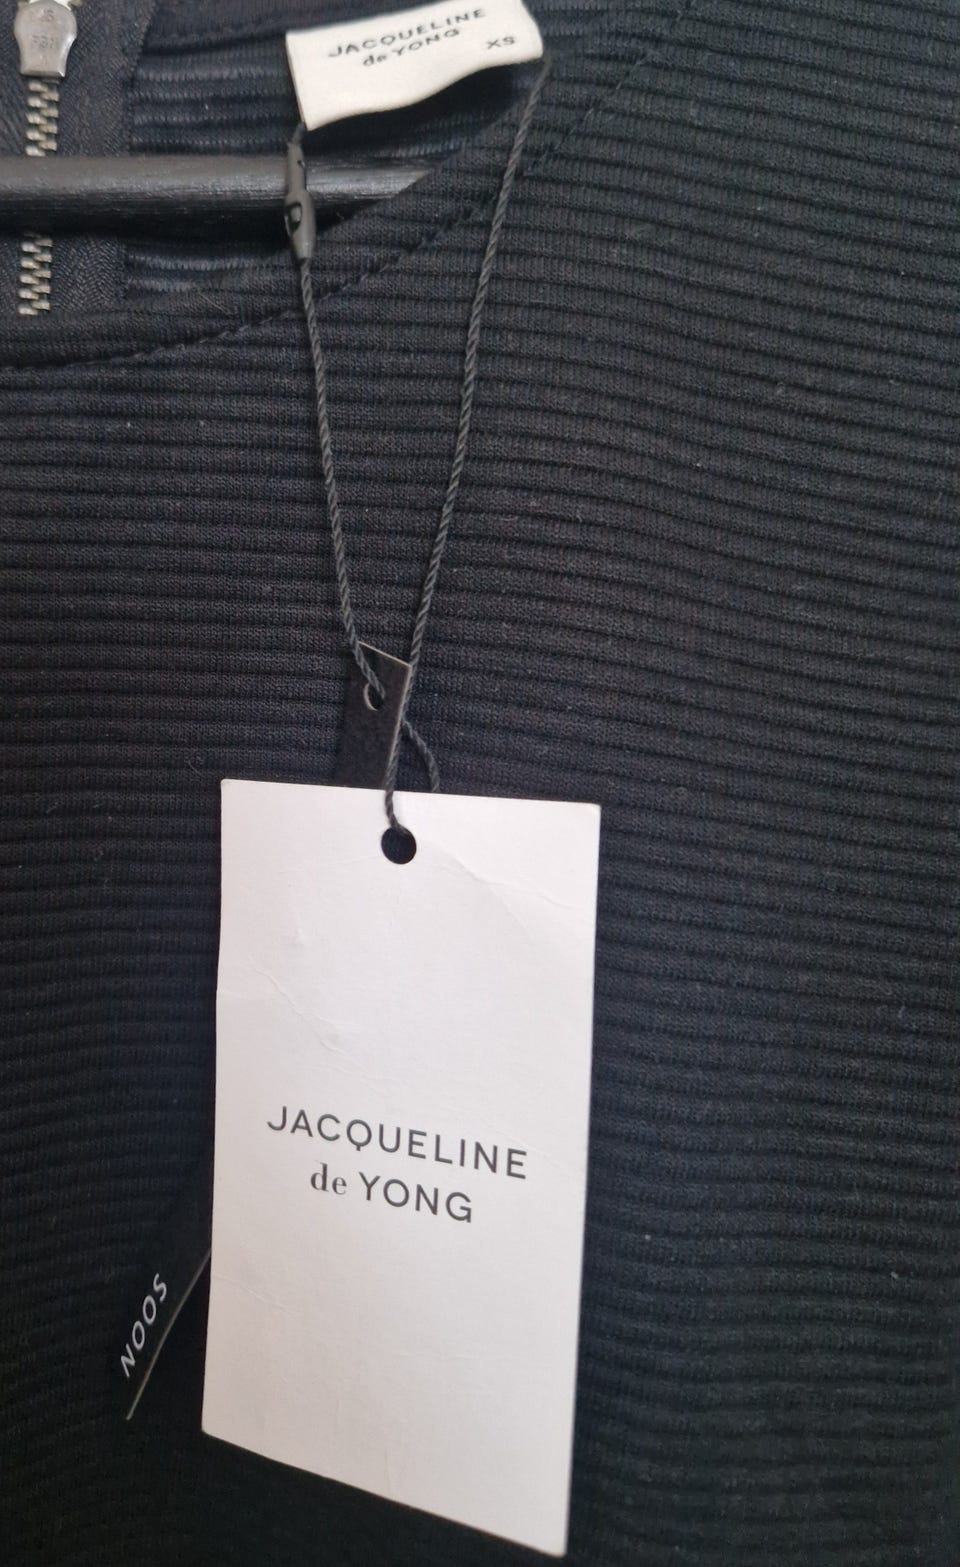 JACQUELINE
de YONG
XS
JACQUELINE
de YONG
NOOS